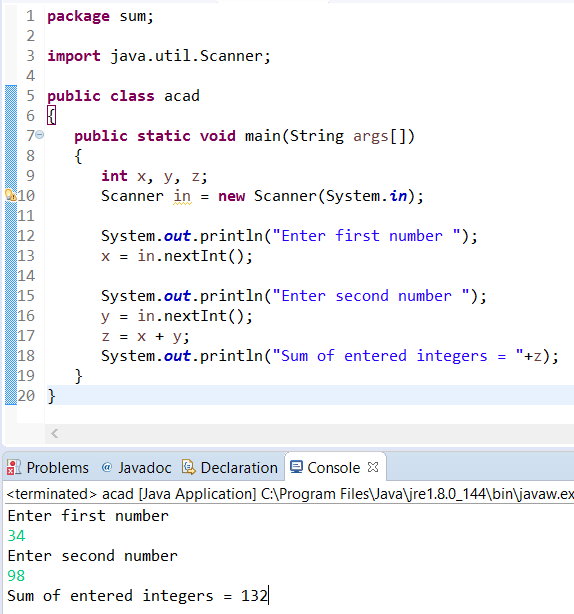 1 package sum;
2
3 import java.util.Scanner;
4
5 public class acad
6 {
7 public static void main(String args[])
8 {
9 int x, y, z;
10 Scanner in = new Scanner(System.in);
11
12 System.out.println("Enter first number ");
13 x = in.nextInt();
14
15 System.out.println("Enter second number ");
16 y = in.nextInt();
17 z = x + y;
18 System.out.println("Sum of entered integers = "+z);
19 }
20 }
Problems @ Javadoc Declaration Console
<terminated> acad [Java Application] C:\Program Files\Java\jre1.8.0_144\bin\javaw.ex
Enter first number
34
Enter second number
98
Sum of entered integers = 132